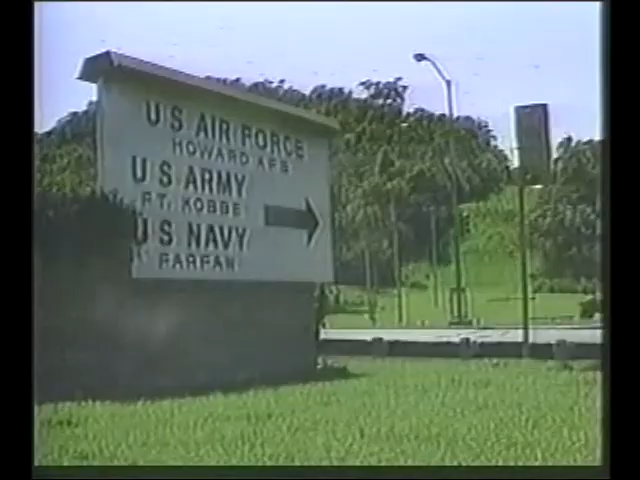 U S AIR FORCE
HOWARD AFB
U S ARMY
FT. KOBBE
U S NAVY
FARFAN